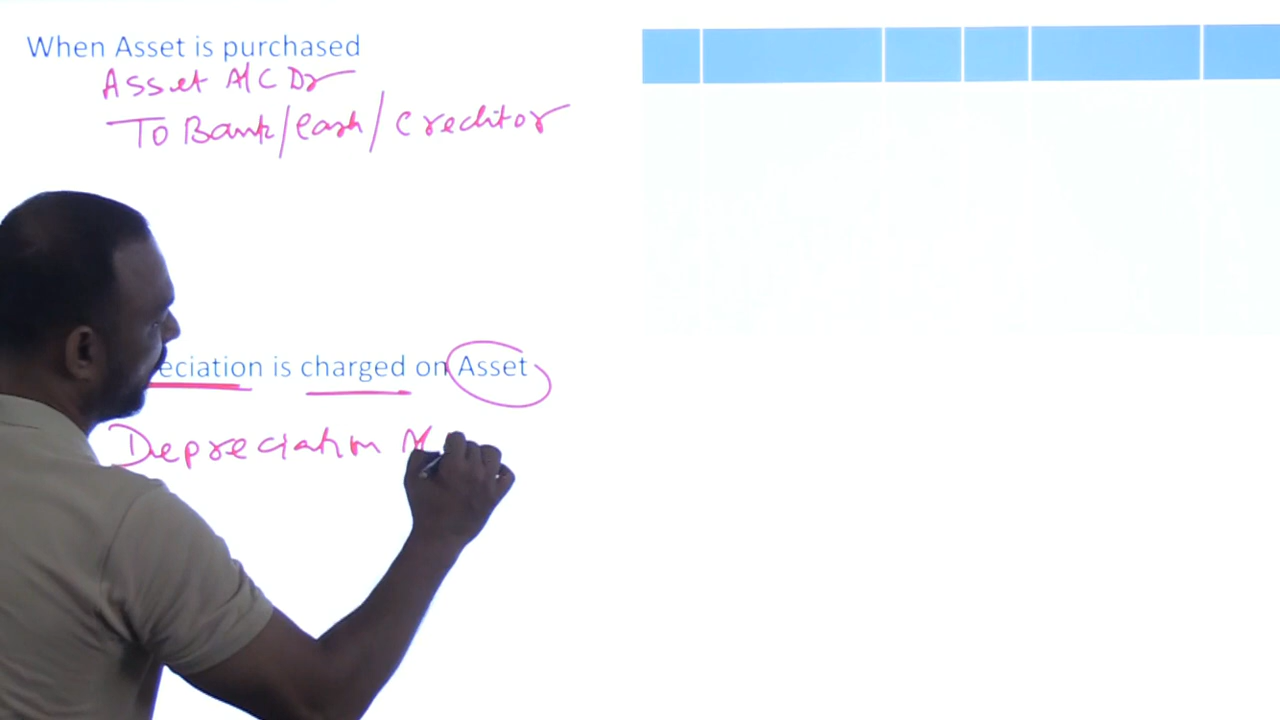 When Asset is purchased
Asset A/C Dr
To Bank/Cash/Creditor
eciation is charged on Asset
Depreciation A